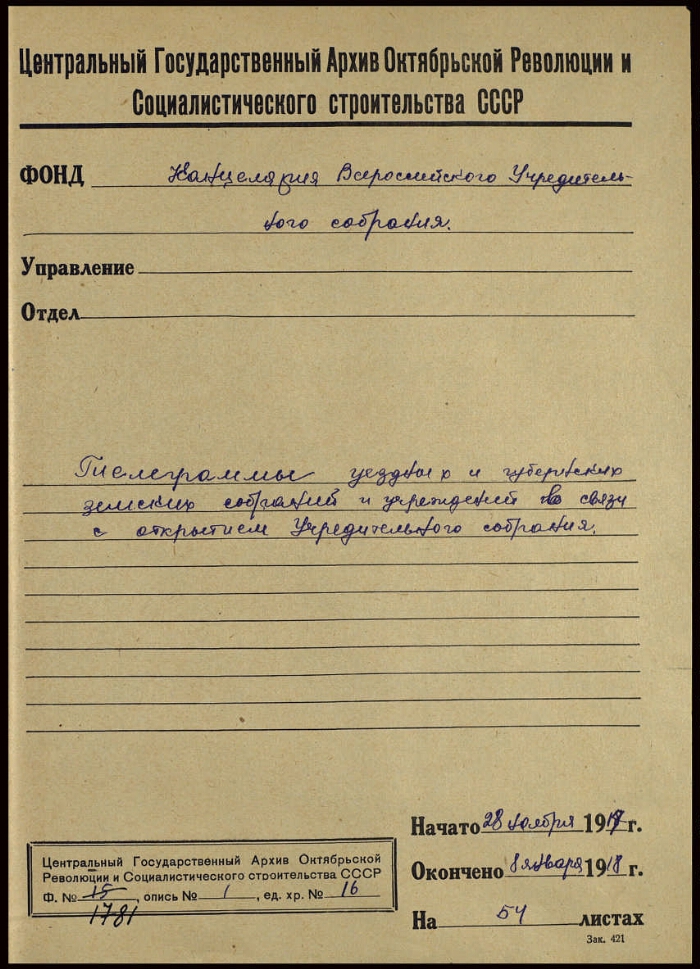 Центральный Государственный Архив Октябрьской Революции и
Социалистического строительства СССР
ФОНД Канцелярия Всероссийского Учредитель-
ного собрания.
Управление
Отдел
Телеграммы уездных и губернских
земских собраний и учреждений во связи
с открытием Учредительного собрания.
Начато 28 ноября 1917 г.
Окончено 8 января 1918 г.
На 54 листах
Зак. 421
Центральный Государственный Архив Октябрьской
Революции и Социалистического строительства СССР
Ф. № 15, опись № 1, ед. хр. № 16
1781